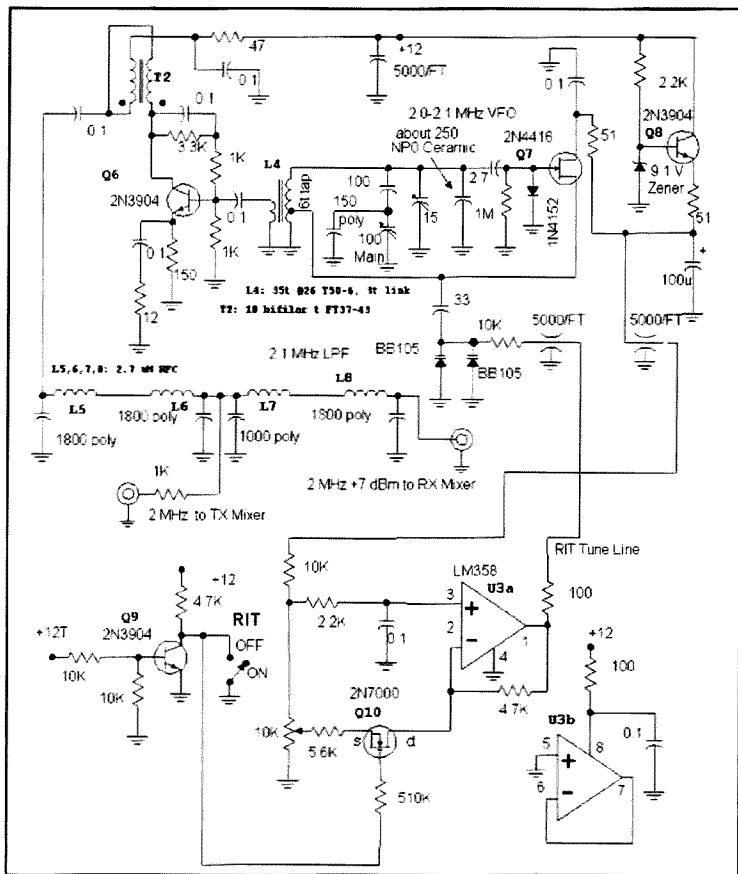 47
+12
5000/FT
0.1
T2
0.1
0.1
0.1
2.2K
2N3904
Q8
9.1 V
Zener
51
+
100u
2.0-2.1 MHz VFO
about 250
NP0 Ceramic
2N4416
Q7
51
3.3K
1K
Q6
2N3904
L4
6t tap
0.1
1K
0.1
150
12
100
150
poly
100
Main
15
2.7
1M
1N4152
L4: 35t #26 T50-6, 3t link
T2: 10 bifilar t FT37-43
33
10K
5000/FT
5000/FT
BB105
BB105
2.1 MHz LPF
L5,6,7,8: 2.7 uH RFC
L5
L6
L7
L8
1800 poly
1800 poly
1000 poly
1800 poly
1K
2 MHz to TX Mixer
2 MHz +7 dBm to RX Mixer
RIT Tune Line
10K
LM358
U3a
2.2K
3
+
2
-
4
1
0.1
100
+12
4.7K
Q9
2N3904
RIT
OFF
ON
+12T
10K
10K
4.7K
2N7000
Q10
10K
5.6K
s
d
510K
+12
100
U3b
0.1
5
+
6
-
8
7